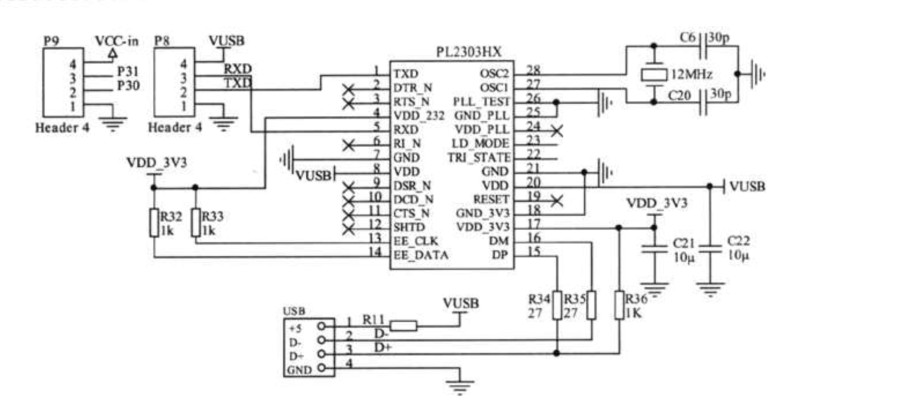 P9 VCC-in P8 VUSB
4 P31 4 RXD
3 P30 3 TXD
2 2
1 1
Header 4 Header 4
PL2303HX
1 TXD OSC2 28
2 DTR_N OSC1 27
3 RTS_N PLL_TEST 26
4 VDD_232 GND_PLL 25
5 RXD VDD_PLL 24
6 RI_N LD_MODE 23
7 GND TRI_STATE 22
VUSB 8 VDD GND 21
9 DSR_N VDD 20 VUSB
10 DCD_N RESET 19
11 CTS_N GND_3V3 18
12 SHTD VDD_3V3 17
13 EE_CLK DM 16
14 EE_DATA DP 15
C6 30p
12MHz
C20 30p
VDD_3V3
R32 R33
1k 1k
VDD_3V3
C21 C22
10μ 10μ
R34 R35 R36
27 27 1K
USB VUSB
+5 1 R11
D- 2 D-
D+ 3 D+
GND 4